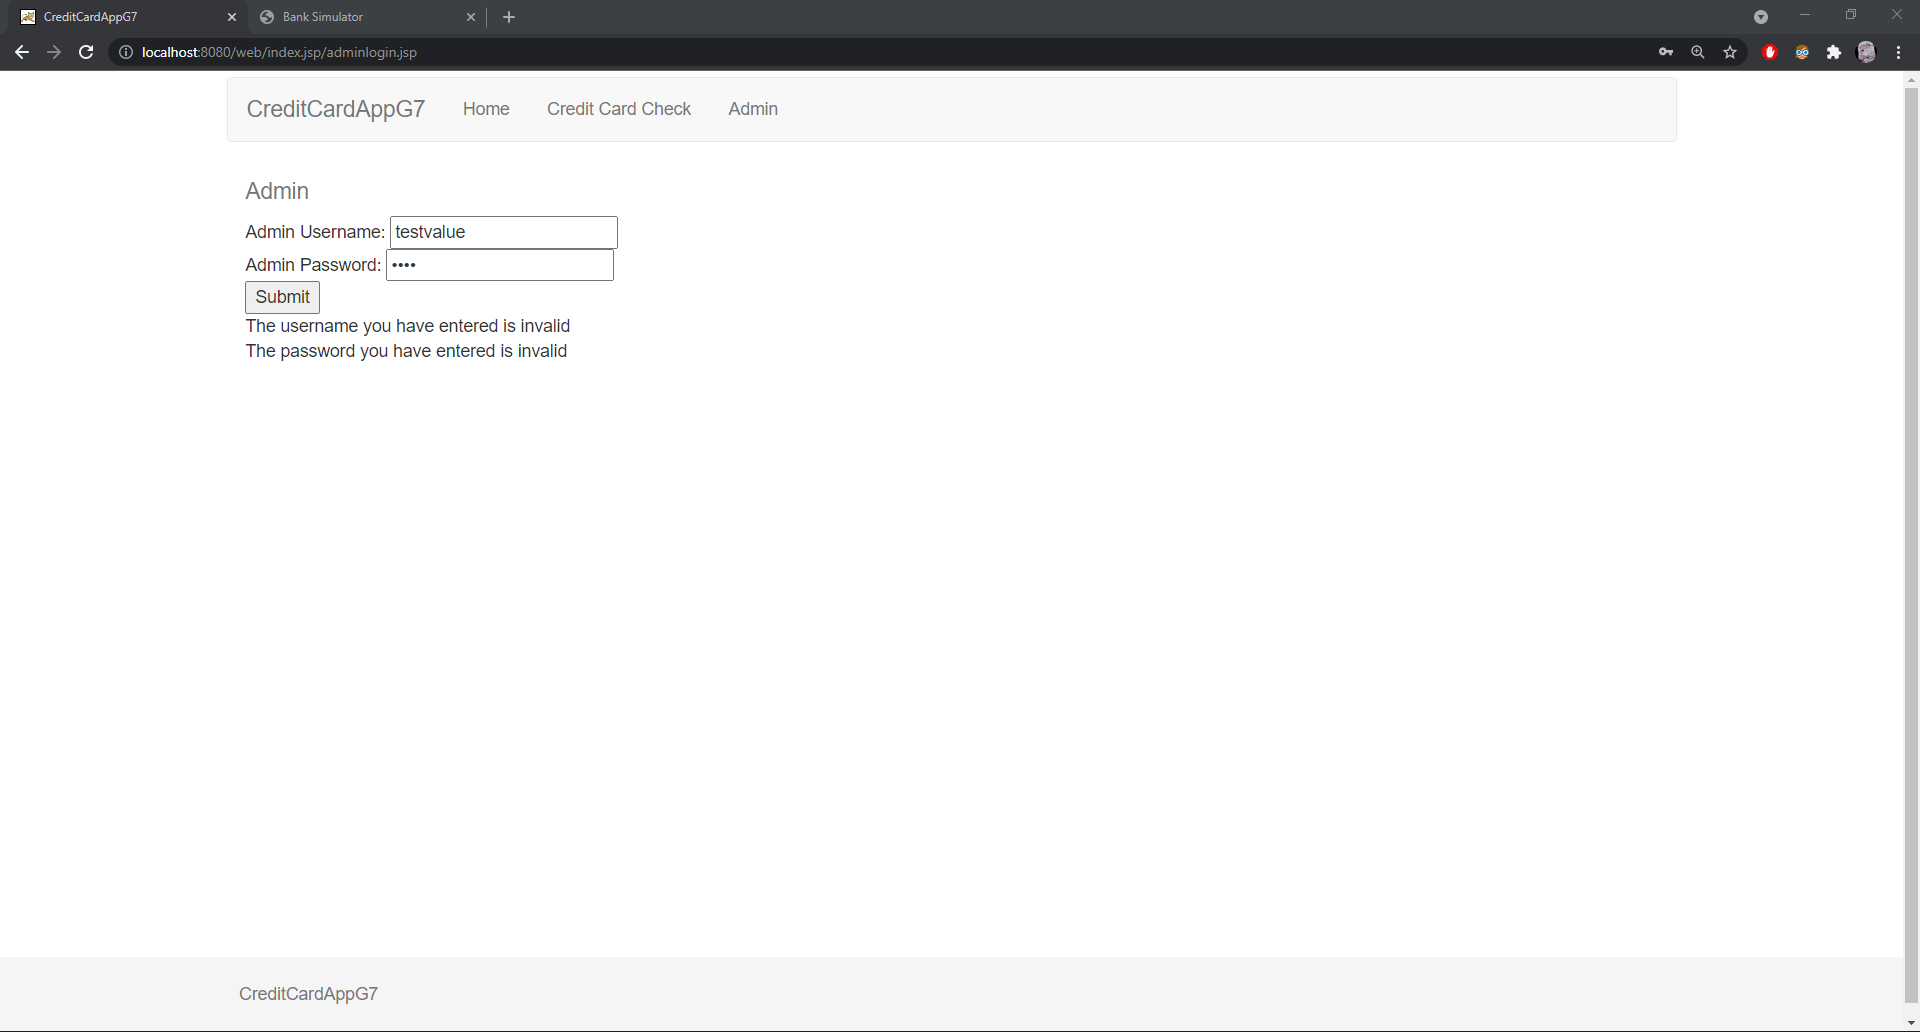 CreditCardAppG7
Bank Simulator
localhost:8080/web/index.jsp/adminlogin.jsp
CreditCardAppG7 Home Credit Card Check Admin
Admin
Admin Username: testvalue
Admin Password: ••••
Submit
The username you have entered is invalid
The password you have entered is invalid
CreditCardAppG7